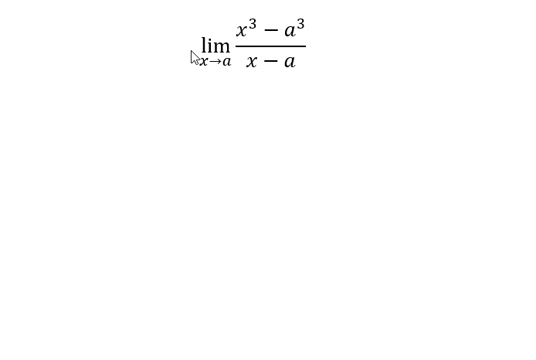 lim x→a (x³ − a³)/(x − a)